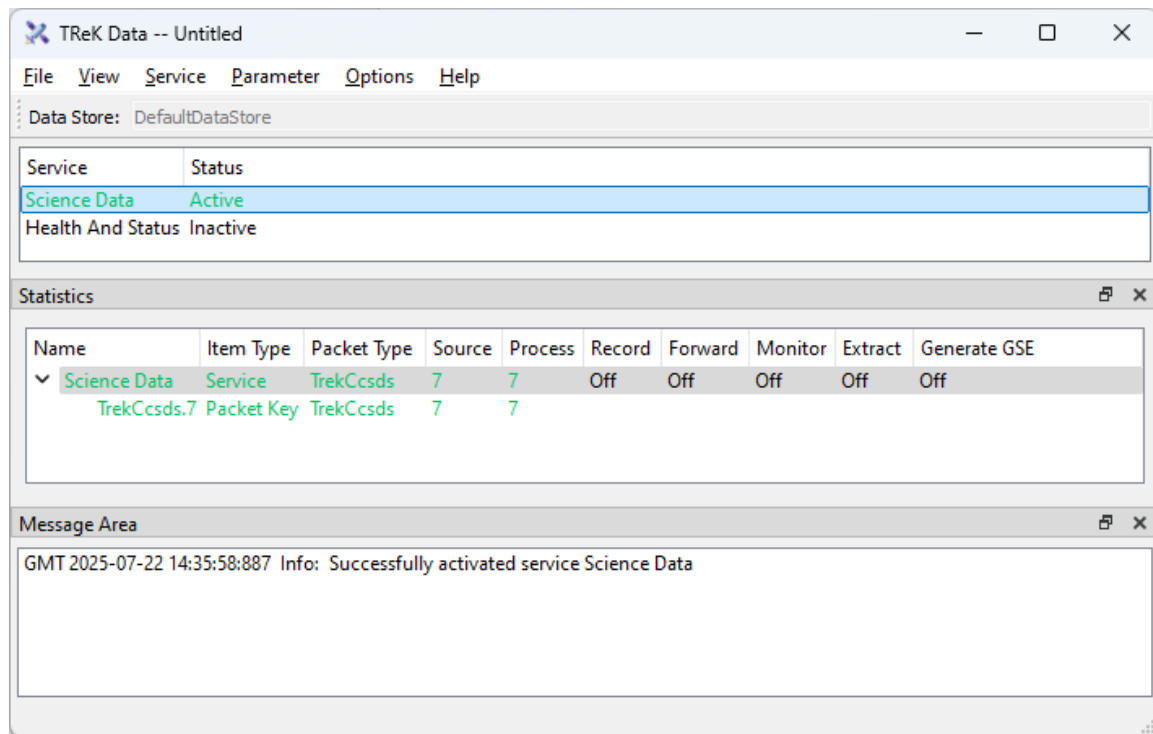 TReK Data -- Untitled
File View Service Parameter Options Help
Data Store: DefaultDataStore
Service Status
Science Data Active
Health And Status Inactive
Statistics
Name Item Type Packet Type Source Process Record Forward Monitor Extract Generate GSE
Science Data Service TrekCcsds 7 7 Off Off Off Off Off
TrekCcsds.7 Packet Key TrekCcsds 7 7
Message Area
GMT 2025-07-22 14:35:58:887 Info: Successfully activated service Science Data